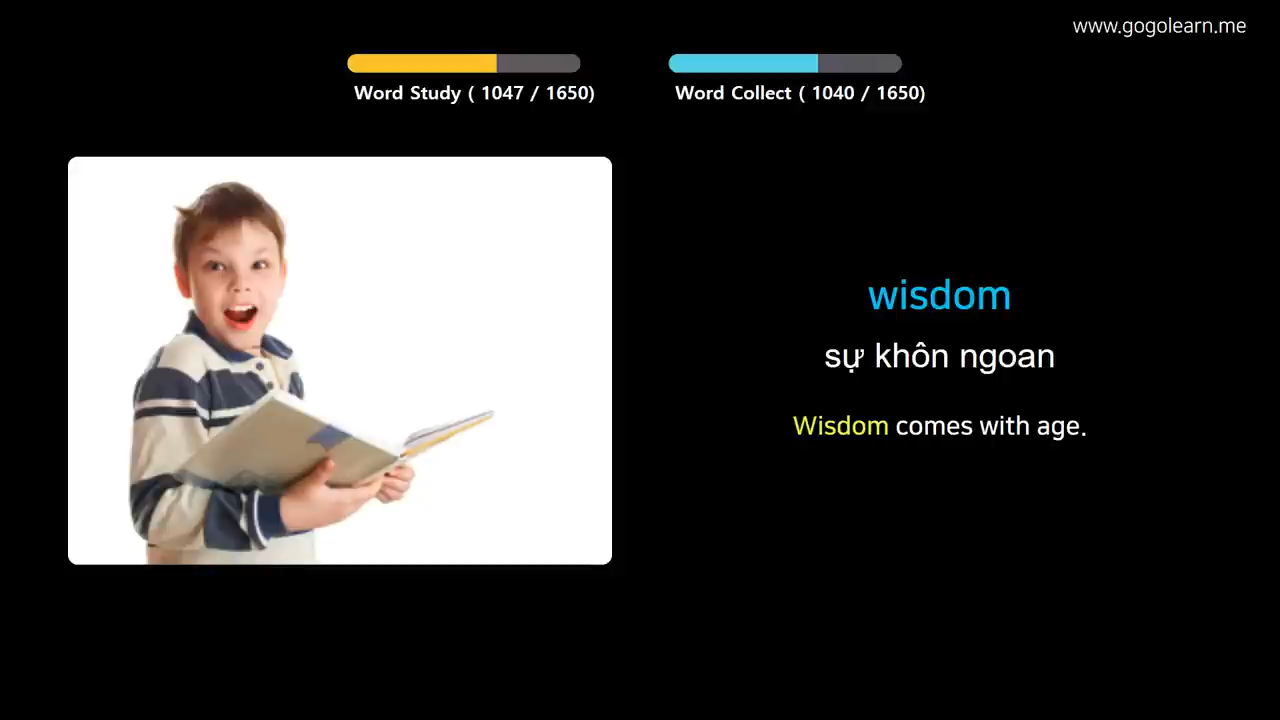 www.gogolearn.me
Word Study ( 1047 / 1650)
Word Collect ( 1040 / 1650)
wisdom
sự khôn ngoan
Wisdom comes with age.